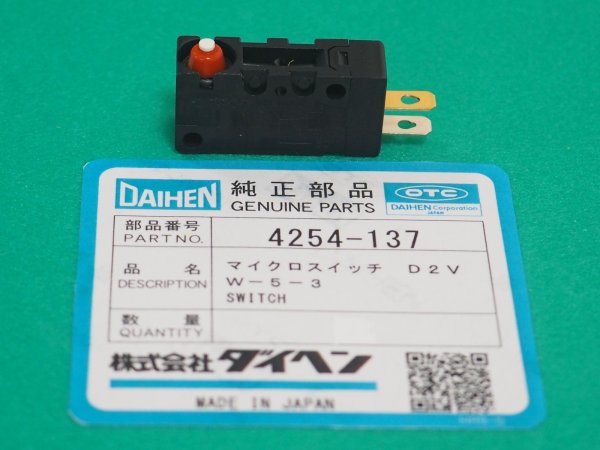 DAIHEN 純正部品 OTC
GENUINE PARTS DAIHEN Corporation
JAPAN
部品番号 4254-137
PART NO.
品名 マイクロスイッチ D2V
DESCRIPTION W-5-3
SWITCH
数量
QUANTITY
株式会社ダイヘン
MADE IN JAPAN